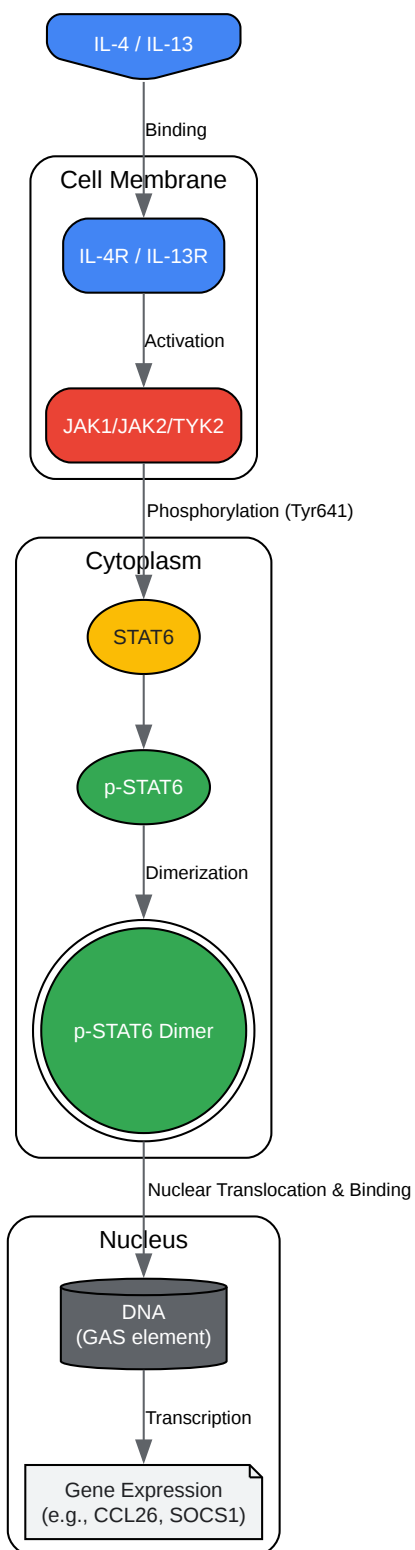 IL-4 / IL-13
Binding
Cell Membrane
IL-4R / IL-13R
Activation
JAK1/JAK2/TYK2
Phosphorylation (Tyr641)
Cytoplasm
STAT6
p-STAT6
Dimerization
p-STAT6 Dimer
Nuclear Translocation & Binding
Nucleus
DNA
(GAS element)
Transcription
Gene Expression
(e.g., CCL26, SOCS1)